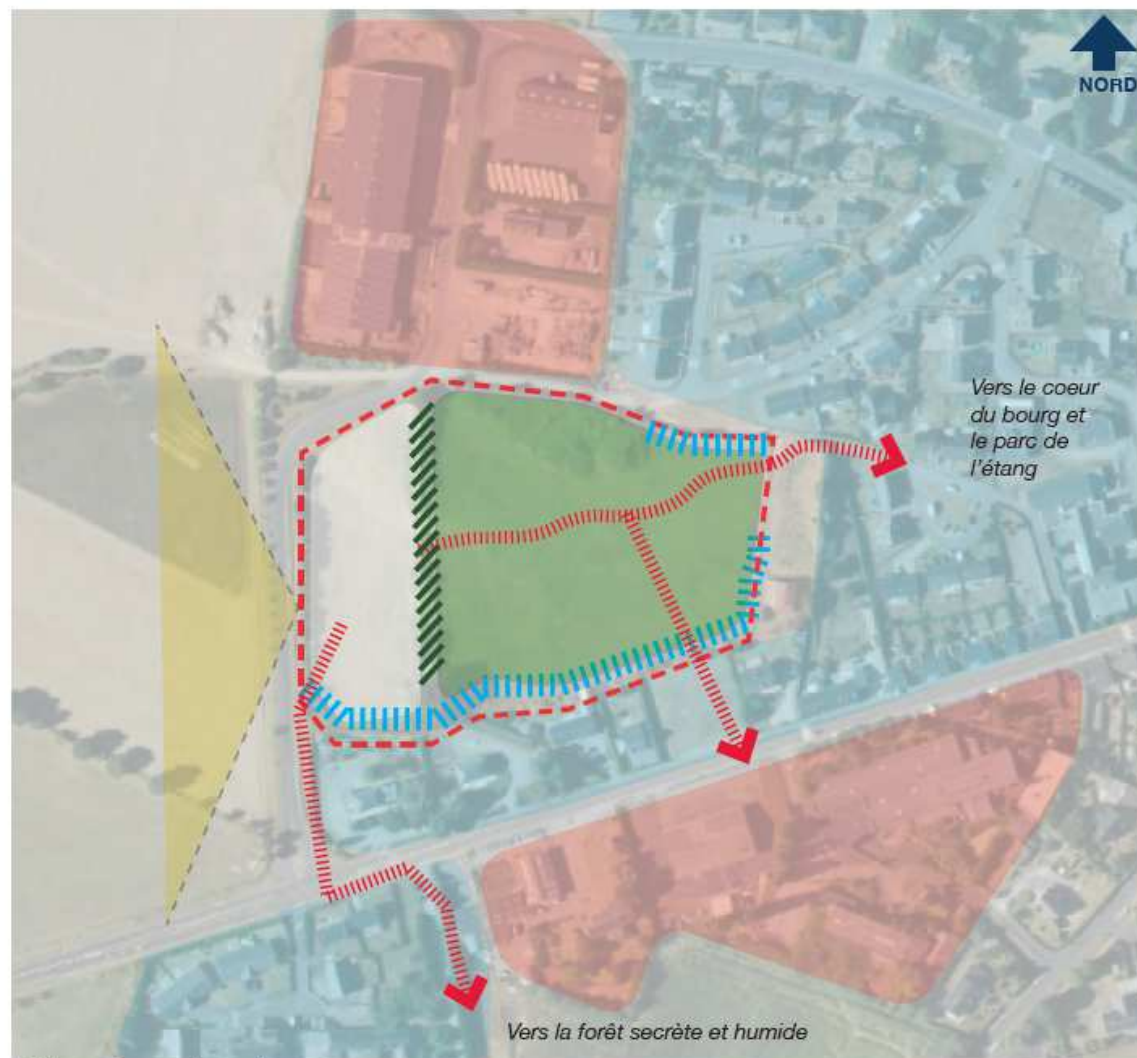 NORD
Vers le coeur
du bourg et
le parc de
l'étang
Vers la forêt secrète et humide